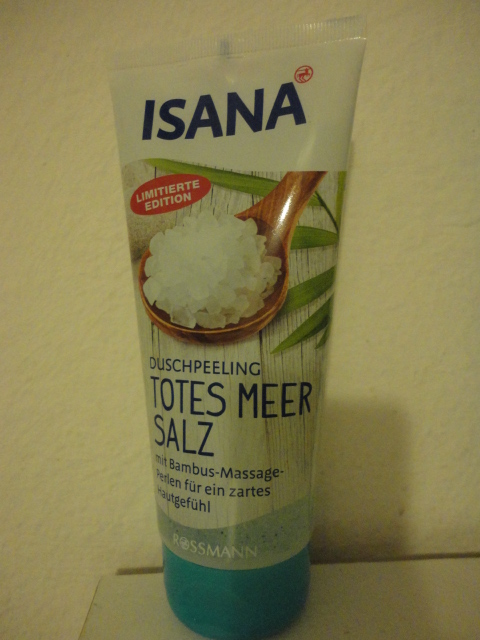 ISANA
LIMITIERTE
EDITION
DUSCHPEELING
TOTES MEER
SALZ
mit Bambus-Massage-
Perlen für ein zartes
Hautgefühl
ROSSMANN